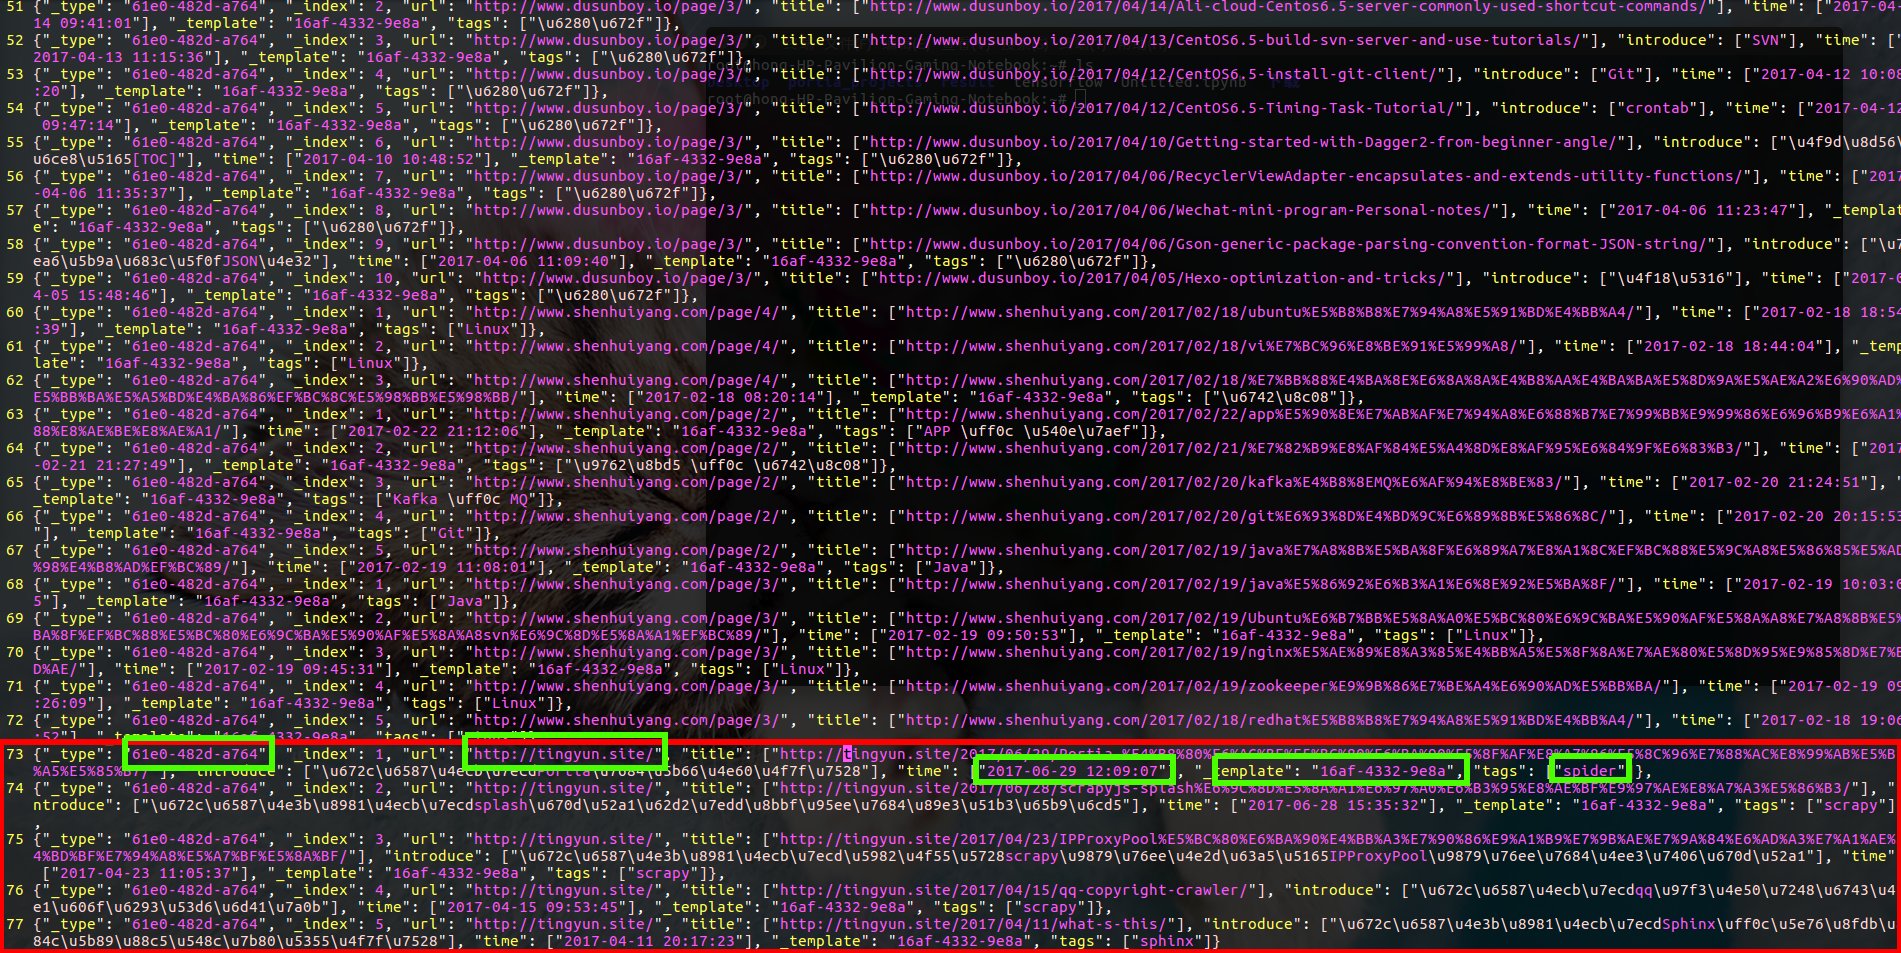 51 {"_type": "61e0-482d-a764", "_index": 2, "url": "http://www.dusunboy.io/page/3/", "title": ["http://www.dusunboy.io/2017/04/14/Ali-cloud-Centos6.5-server-commonly-used-shortcut-commands/"], "time": ["2017-04-
14 09:41:01"], "_template": "16af-4332-9e8a", "tags": ["\u6280\u672f"]},
52 {"_type": "61e0-482d-a764", "_index": 3, "url": "http://www.dusunboy.io/page/3/", "title": ["http://www.dusunboy.io/2017/04/13/CentOS6.5-build-svn-server-and-use-tutorials/"], "introduce": ["SVN"], "time": ["
2017-04-13 11:15:36"], "_template": "16af-4332-9e8a", "tags": ["\u6280\u672f"]},
53 {"_type": "61e0-482d-a764", "_index": 4, "url": "http://www.dusunboy.io/page/3/", "title": ["http://www.dusunboy.io/2017/04/12/CentOS6.5-install-git-client/"], "introduce": ["Git"], "time": ["2017-04-12 10:08
:20"], "_template": "16af-4332-9e8a", "tags": ["\u6280\u672f"]},
54 {"_type": "61e0-482d-a764", "_index": 5, "url": "http://www.dusunboy.io/page/3/", "title": ["http://www.dusunboy.io/2017/04/12/CentOS6.5-Timing-Task-Tutorial/"], "introduce": ["crontab"], "time": ["2017-04-12
09:47:14"], "_template": "16af-4332-9e8a", "tags": ["\u6280\u672f"]},
55 {"_type": "61e0-482d-a764", "_index": 6, "url": "http://www.dusunboy.io/page/3/", "title": ["http://www.dusunboy.io/2017/04/10/Getting-started-with-Dagger2-from-beginner-angle/"], "introduce": ["\u4f9d\u8d56\
u6ce8\u5165[TOC]"], "time": ["2017-04-10 10:48:52"], "_template": "16af-4332-9e8a", "tags": ["\u6280\u672f"]},
56 {"_type": "61e0-482d-a764", "_index": 7, "url": "http://www.dusunboy.io/page/3/", "title": ["http://www.dusunboy.io/2017/04/06/RecyclerViewAdapter-encapsulates-and-extends-utility-functions/"], "time": ["2017
-04-06 11:35:37"], "_template": "16af-4332-9e8a", "tags": ["\u6280\u672f"]},
57 {"_type": "61e0-482d-a764", "_index": 8, "url": "http://www.dusunboy.io/page/3/", "title": ["http://www.dusunboy.io/2017/04/06/Wechat-mini-program-Personal-notes/"], "time": ["2017-04-06 11:23:47"], "_templat
e": "16af-4332-9e8a", "tags": ["\u6280\u672f"]},
58 {"_type": "61e0-482d-a764", "_index": 9, "url": "http://www.dusunboy.io/page/3/", "title": ["http://www.dusunboy.io/2017/04/06/Gson-generic-package-parsing-convention-format-JSON-string/"], "introduce": ["\u7
ea6\u5b9a\u683c\u5f0fJSON\u4e32"], "time": ["2017-04-06 11:09:40"], "_template": "16af-4332-9e8a", "tags": ["\u6280\u672f"]},
59 {"_type": "61e0-482d-a764", "_index": 10, "url": "http://www.dusunboy.io/page/3/", "title": ["http://www.dusunboy.io/2017/04/05/Hexo-optimization-and-tricks/"], "introduce": ["\u4f18\u5316"], "time": ["2017-0
4-05 15:48:46"], "_template": "16af-4332-9e8a", "tags": ["\u6280\u672f"]},
60 {"_type": "61e0-482d-a764", "_index": 1, "url": "http://www.shenhuiyang.com/page/4/", "title": ["http://www.shenhuiyang.com/2017/02/18/ubuntu%E5%B8%B8%E7%94%A8%E5%91%BD%E4%BB%A4/"], "time": ["2017-02-18 18:54
:39"], "_template": "16af-4332-9e8a", "tags": ["Linux"]},
61 {"_type": "61e0-482d-a764", "_index": 2, "url": "http://www.shenhuiyang.com/page/4/", "title": ["http://www.shenhuiyang.com/2017/02/18/vi%E7%BC%96%E8%BE%91%E5%99%A8/"], "time": ["2017-02-18 18:44:04"], "_temp
late": "16af-4332-9e8a", "tags": ["Linux"]},
62 {"_type": "61e0-482d-a764", "_index": 3, "url": "http://www.shenhuiyang.com/page/4/", "title": ["http://www.shenhuiyang.com/2017/02/18/%E7%BB%88%E4%BA%8E%E6%8A%8A%E4%B8%AA%E4%BA%BA%E5%8D%9A%E5%AE%A2%E6%90%AD%
E5%BB%BA%E5%A5%BD%E4%BA%86%EF%BC%8C%E5%98%BB%E5%98%BB/"], "time": ["2017-02-18 08:20:14"], "_template": "16af-4332-9e8a", "tags": ["\u6742\u8c08"]},
63 {"_type": "61e0-482d-a764", "_index": 1, "url": "http://www.shenhuiyang.com/page/2/", "title": ["http://www.shenhuiyang.com/2017/02/22/app%E5%90%8E%E7%AB%AF%E7%94%A8%E6%88%B7%E7%99%BB%E9%99%86%E6%96%B9%E6%A1%
88%E8%AE%BE%E8%AE%A1/"], "time": ["2017-02-22 21:12:06"], "_template": "16af-4332-9e8a", "tags": ["APP \uff0c \u540e\u7aef"]},
64 {"_type": "61e0-482d-a764", "_index": 2, "url": "http://www.shenhuiyang.com/page/2/", "title": ["http://www.shenhuiyang.com/2017/02/21/%E7%82%B9%E8%AF%84%E5%A4%8D%E8%AF%95%E6%84%9F%E6%83%B3/"], "time": ["2017
-02-21 21:27:49"], "_template": "16af-4332-9e8a", "tags": ["\u9762\u8bd5 \uff0c \u6742\u8c08"]},
65 {"_type": "61e0-482d-a764", "_index": 3, "url": "http://www.shenhuiyang.com/page/2/", "title": ["http://www.shenhuiyang.com/2017/02/20/kafka%E4%B8%8EMQ%E6%AF%94%E8%BE%83/"], "time": ["2017-02-20 21:24:51"], "
_template": "16af-4332-9e8a", "tags": ["Kafka \uff0c MQ"]},
66 {"_type": "61e0-482d-a764", "_index": 4, "url": "http://www.shenhuiyang.com/page/2/", "title": ["http://www.shenhuiyang.com/2017/02/20/git%E6%93%8D%E4%BD%9C%E6%89%8B%E5%86%8C/"], "time": ["2017-02-20 20:15:53
"], "_template": "16af-4332-9e8a", "tags": ["Git"]},
67 {"_type": "61e0-482d-a764", "_index": 5, "url": "http://www.shenhuiyang.com/page/2/", "title": ["http://www.shenhuiyang.com/2017/02/19/java%E7%A8%8B%E5%BA%8F%E6%89%A7%E8%A1%8C%EF%BC%88%E5%9C%A8%E5%86%85%E5%AD
%98%E4%B8%AD%EF%BC%89/"], "time": ["2017-02-19 11:08:01"], "_template": "16af-4332-9e8a", "tags": ["Java"]},
68 {"_type": "61e0-482d-a764", "_index": 1, "url": "http://www.shenhuiyang.com/page/3/", "title": ["http://www.shenhuiyang.com/2017/02/19/java%E5%86%92%E6%B3%A1%E6%8E%92%E5%BA%8F/"], "time": ["2017-02-19 10:03:0
5"], "_template": "16af-4332-9e8a", "tags": ["Java"]},
69 {"_type": "61e0-482d-a764", "_index": 2, "url": "http://www.shenhuiyang.com/page/3/", "title": ["http://www.shenhuiyang.com/2017/02/19/Ubuntu%E6%B7%BB%E5%8A%A0%E5%BC%80%E6%9C%BA%E5%90%AF%E5%8A%A8%E7%A8%8B%E5%
BA%8F%EF%BC%88%E5%BC%80%E6%9C%BA%E5%90%AF%E5%8A%A8svn%E6%9C%8D%E5%8A%A1%EF%BC%89/"], "time": ["2017-02-19 09:50:53"], "_template": "16af-4332-9e8a", "tags": ["Linux"]},
70 {"_type": "61e0-482d-a764", "_index": 3, "url": "http://www.shenhuiyang.com/page/3/", "title": ["http://www.shenhuiyang.com/2017/02/19/nginx%E5%AE%89%E8%A3%85%E4%BB%A5%E5%8F%8A%E7%AE%80%E5%8D%95%E9%85%8D%E7%B
D%AE/"], "time": ["2017-02-19 09:45:31"], "_template": "16af-4332-9e8a", "tags": ["Linux"]},
71 {"_type": "61e0-482d-a764", "_index": 4, "url": "http://www.shenhuiyang.com/page/3/", "title": ["http://www.shenhuiyang.com/2017/02/19/zookeeper%E9%9B%86%E7%BE%A4%E6%90%AD%E5%BB%BA/"], "time": ["2017-02-19 09
:26:09"], "_template": "16af-4332-9e8a", "tags": ["Linux"]},
72 {"_type": "61e0-482d-a764", "_index": 5, "url": "http://www.shenhuiyang.com/page/3/", "title": ["http://www.shenhuiyang.com/2017/02/18/redhat%E5%B8%B8%E7%94%A8%E5%91%BD%E4%BB%A4/"], "time": ["2017-02-18 19:06
:52"], "_template": "16af-4332-9e8a",
73 {"_type": "61e0-482d-a764", "_index": 1, "url": "http://tingyun.site/", "title": ["http://tingyun.site/2017/06/29/Portia-%E4%B8%80%E6%AC%BE%E5%BC%80%E6%BA%90%E5%8F%AF%E8%A7%86%E5%8C%96%E7%88%AC%E8%99%AB%E5%B
%A5%E5%85%B7/"], "introduce": ["\u672c\u6587\u4ecb\u7ecdPortia\u7684\u5b66\u4e60\u4f7f\u7528"], "time": ["2017-06-29 12:09:07"], "_template": "16af-4332-9e8a", "tags": ["spider"]},
74 {"_type": "61e0-482d-a764", "_index": 2, "url": "http://tingyun.site/", "title": ["http://tingyun.site/2017/06/28/scrapyjs-splash%E6%9C%8D%E5%8A%A1%E6%97%A0%E6%B3%95%E8%AE%BF%E9%97%AE%E8%A7%A3%E5%86%B3/"], "i
ntroduce": ["\u672c\u6587\u4e3b\u8981\u4ecb\u7ecdsplash\u670d\u52a1\u62d2\u7edd\u8bbf\u95ee\u7684\u89e3\u51b3\u65b9\u6cd5"], "time": ["2017-06-28 15:35:32"], "_template": "16af-4332-9e8a", "tags": ["scrapy"]}
,
75 {"_type": "61e0-482d-a764", "_index": 3, "url": "http://tingyun.site/", "title": ["http://tingyun.site/2017/04/23/IPProxyPool%E5%BC%80%E6%BA%90%E4%BB%A3%E7%90%86%E9%A1%B9%E7%9B%AE%E7%9A%84%E6%AD%A3%E7%A1%AE%E
4%BD%BF%E7%94%A8%E5%A7%BF%E5%8A%BF/"], "introduce": ["\u672c\u6587\u4e3b\u8981\u4ecb\u7ecd\u5982\u4f55\u5728scrapy\u9879\u76ee\u4e2d\u63a5\u5165IPProxyPool\u9879\u76ee\u7684\u4ee3\u7406\u670d\u52a1"], "time":
["2017-04-23 11:05:37"], "_template": "16af-4332-9e8a", "tags": ["scrapy"]},
76 {"_type": "61e0-482d-a764", "_index": 4, "url": "http://tingyun.site/", "title": ["http://tingyun.site/2017/04/15/qq-copyright-crawler/"], "introduce": ["\u672c\u6587\u4ecb\u7ecdqq\u97f3\u4e50\u7248\u6743\u4f
e1\u606f\u6293\u53d6\u6d41\u7a0b"], "time": ["2017-04-15 09:53:45"], "_template": "16af-4332-9e8a", "tags": ["scrapy"]},
77 {"_type": "61e0-482d-a764", "_index": 5, "url": "http://tingyun.site/", "title": ["http://tingyun.site/2017/04/11/what-s-this/"], "introduce": ["\u672c\u6587\u4e3b\u8981\u4ecb\u7ecdSphinx\uff0c\u5e76\u8fdb\u8
84c\u5b89\u88c5\u548c\u7b80\u5355\u4f7f\u7528"], "time": ["2017-04-11 20:17:23"], "_template": "16af-4332-9e8a", "tags": ["sphinx"]}